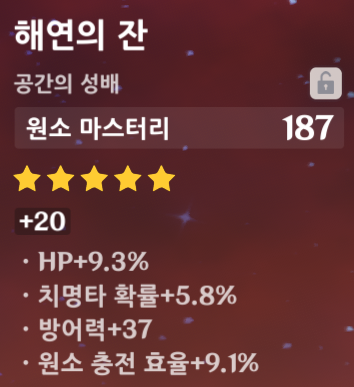 해연의 잔
공간의 성배
원소 마스터리 187
+20
· HP+9.3%
· 치명타 확률+5.8%
· 방어력+37
· 원소 충전 효율+9.1%